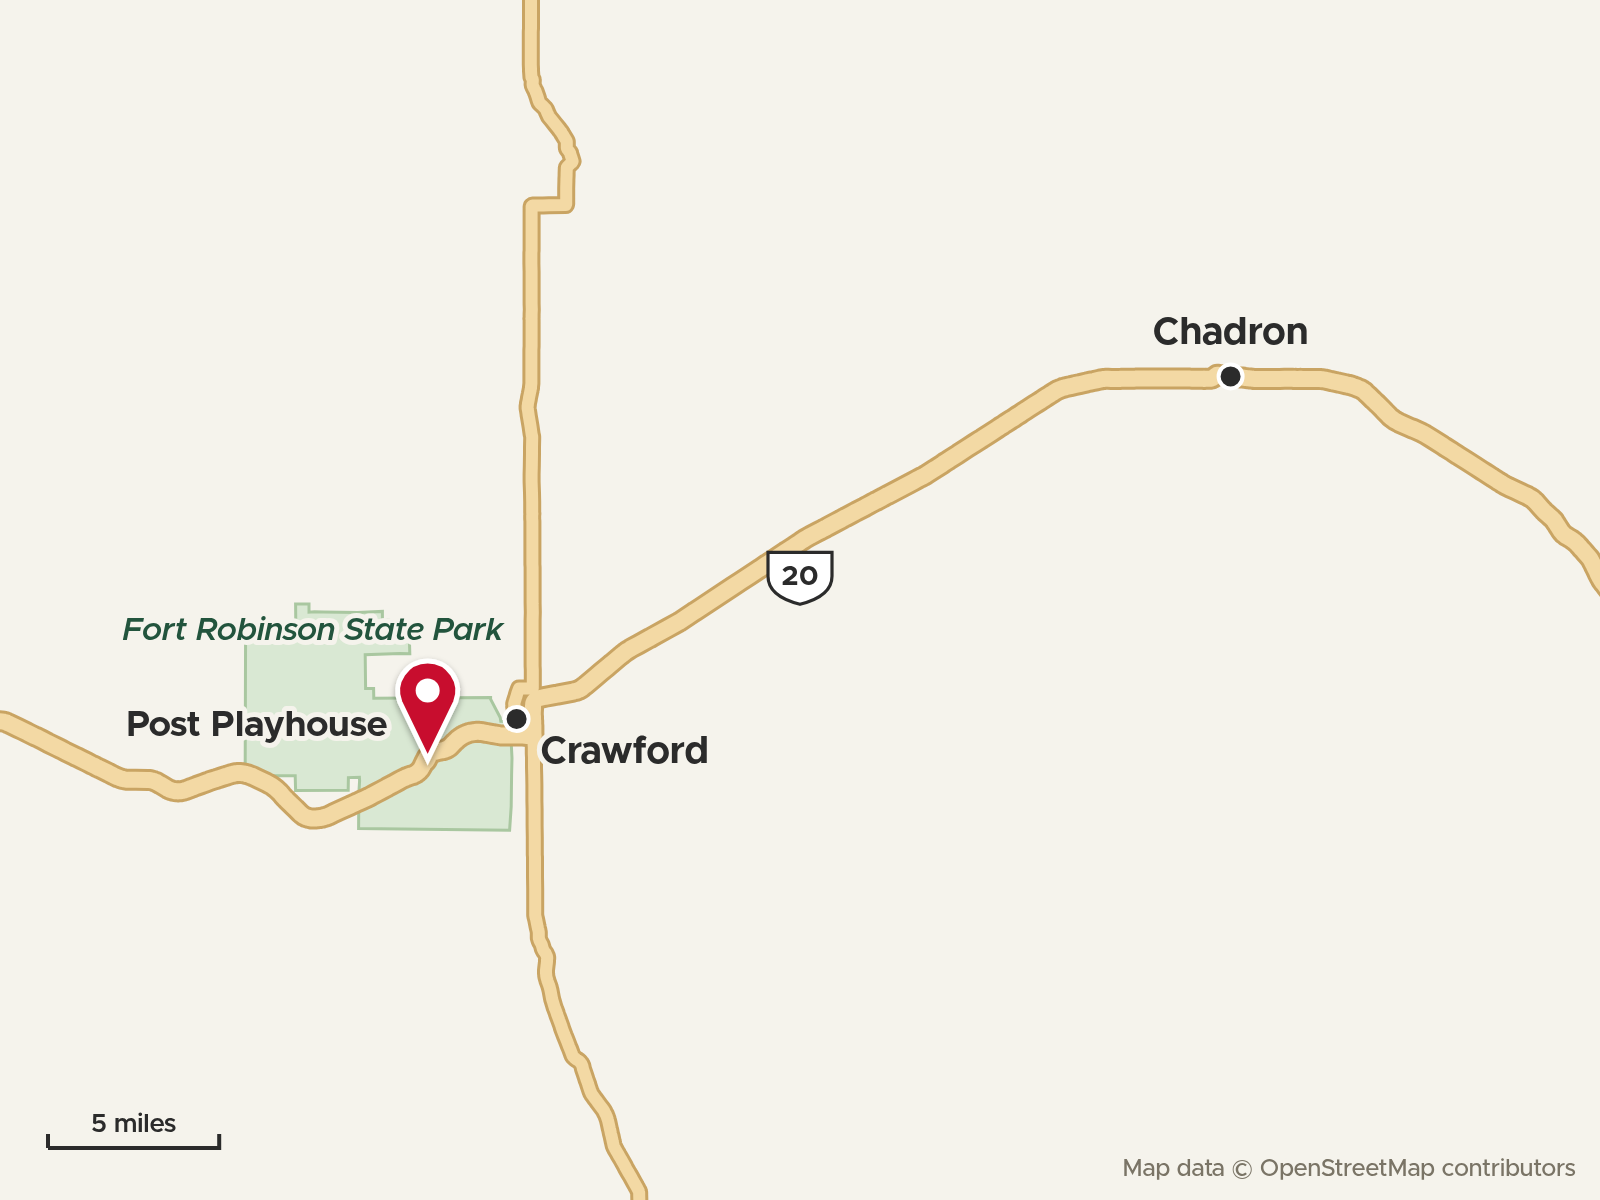 Chadron
20
Fort Robinson State Park
Post Playhouse
Crawford
5 miles
Map data © OpenStreetMap contributors